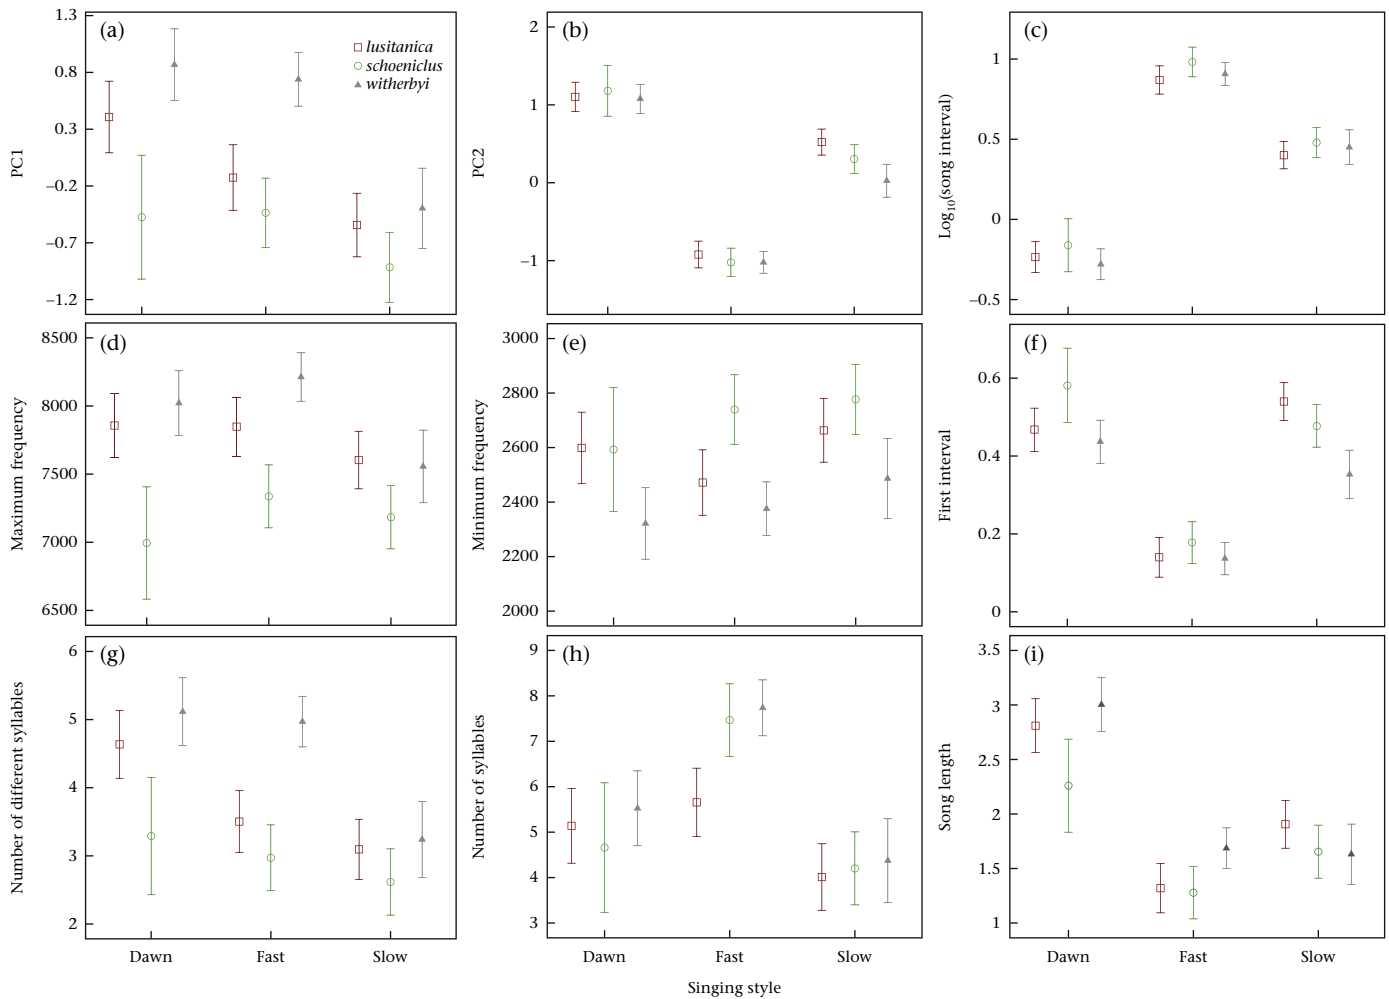 (a)
lusitanica
schoeniclus
witherbyi
PC1
1.3
0.8
0.3
–0.2
–0.7
–1.2
(b)
PC2
2
1
0
–1
(c)
Log10(song interval)
1
0.5
0
–0.5
(d)
Maximum frequency
8500
8000
7500
7000
6500
(e)
Minimum frequency
3000
2800
2600
2400
2200
2000
(f)
First interval
0.6
0.4
0.2
0
(g)
Number of different syllables
6
5
4
3
2
Dawn Fast Slow
(h)
Number of syllables
9
8
7
6
5
4
3
Dawn Fast Slow
(i)
Song length
3.5
3
2.5
2
1.5
1
Dawn Fast Slow
Singing style